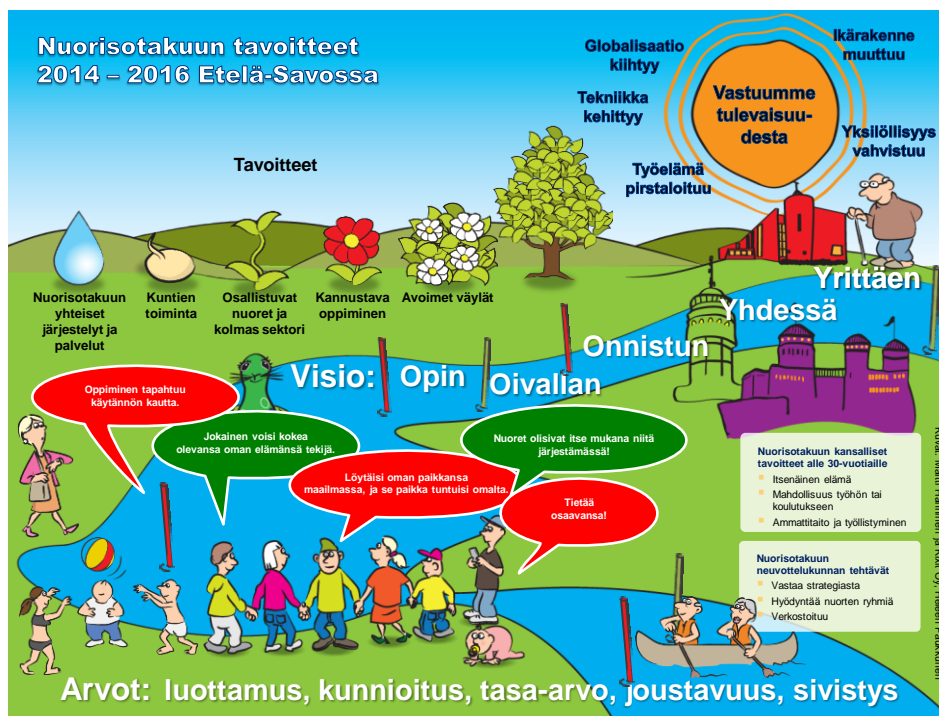 Nuorisotakuun tavoitteet
2014 – 2016 Etelä-Savossa
Globalisaatio
kiihtyy
Ikärakenne
muuttuu
Tekniikka
kehittyy
Vastuumme
tulevaisuu-
desta
Yksilöllisyys
vahvistuu
Työelämä
pirstaloituu
Tavoitteet
Nuorisotakuun
yhteiset
järjestelyt ja
palvelut
Kuntien
toiminta
Osallistuvat
nuoret ja
kolmas sektori
Kannustava
oppiminen
Avoimet väylät
Visio:
Opin
Oivallan
Onnistun
Yhdessä
Yrittäen
Oppiminen tapahtuu
käytännön kautta.
Jokainen voisi kokea
olevansa oman elämänsä tekijä.
Löytäisi oman paikkansa
maailmassa, ja se paikka tuntuisi omalta.
Nuoret olisivat itse mukana niitä
järjestämässä!
Tietää
osaavansa!
Nuorisotakuun kansalliset
tavoitteet alle 30-vuotiaille
Itsenäinen elämä
Mahdollisuus työhön tai
koulutukseen
Ammattitaito ja työllistyminen
Nuorisotakuun
neuvottelukunnan tehtävät
Vastaa strategiasta
Hyödyntää nuorten ryhmiä
Verkostoituu
Arvot: luottamus, kunnioitus, tasa-arvo, joustavuus, sivistys